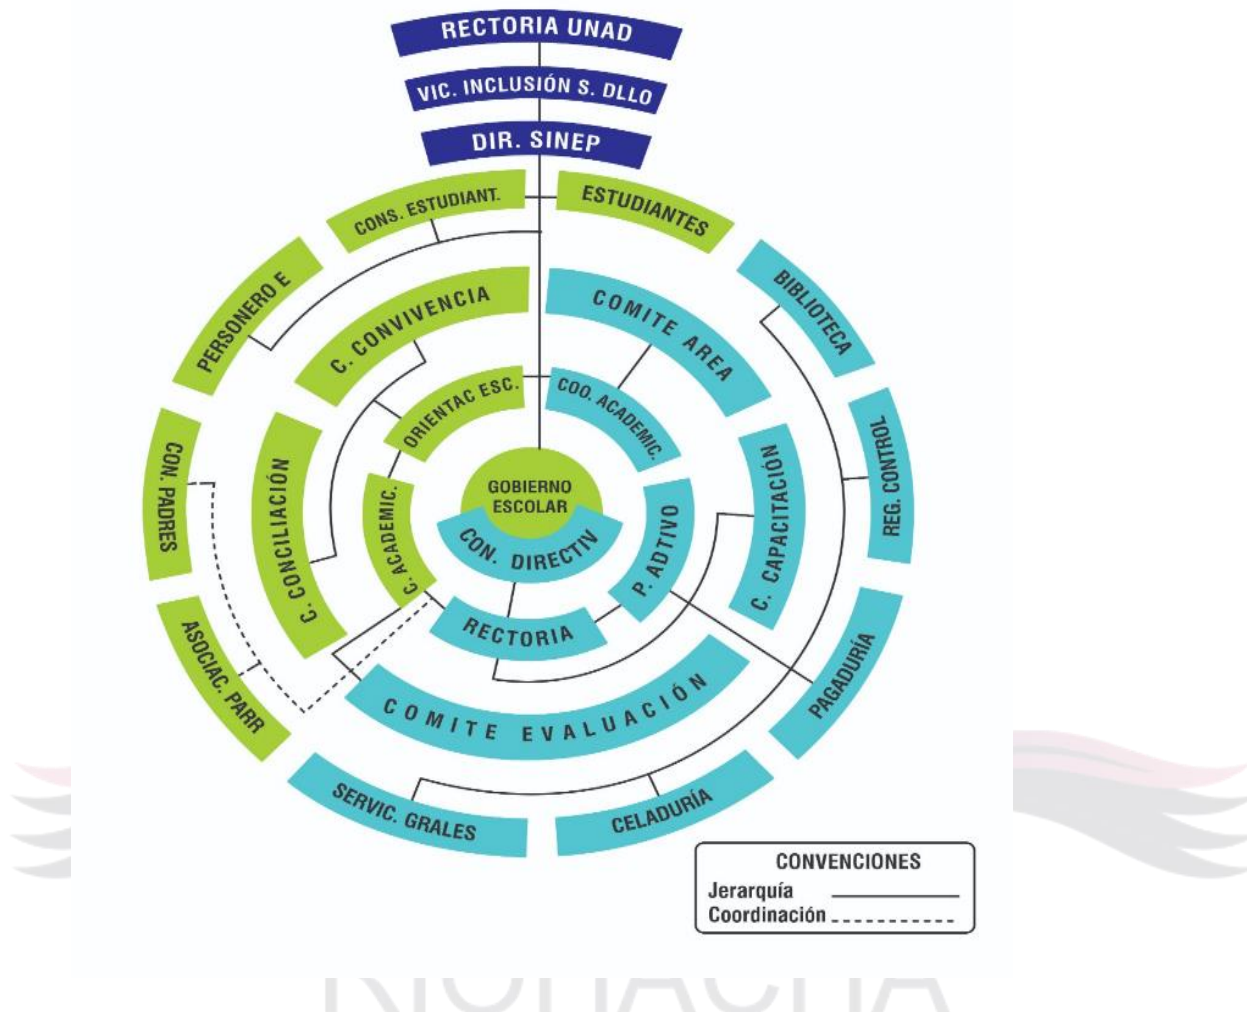 RECTORIA UNAD
VIC. INCLUSIÓN S. DLLO
DIR. SINEP
CONS. ESTUDIANT.
ESTUDIANTES
PERSONERO E
BIBLIOTECA
C. CONVIVENCIA
COMITE AREA
ORIENTAC ESC.
COO. ACADEMIC.
CON. PADRES
C. CONCILIACIÓN
C. ACADEMIC.
GOBIERNO
ESCOLAR
CON. DIRECTIV
P. ADTIVO
C. CAPACITACIÓN
REG. CONTROL
RECTORIA
ASOCIAC. PARR
COMITE EVALUACIÓN
PAGADURÍA
SERVIC. GRALES
CELADURÍA
CONVENCIONES
Jerarquía
Coordinación
RIOHACHA